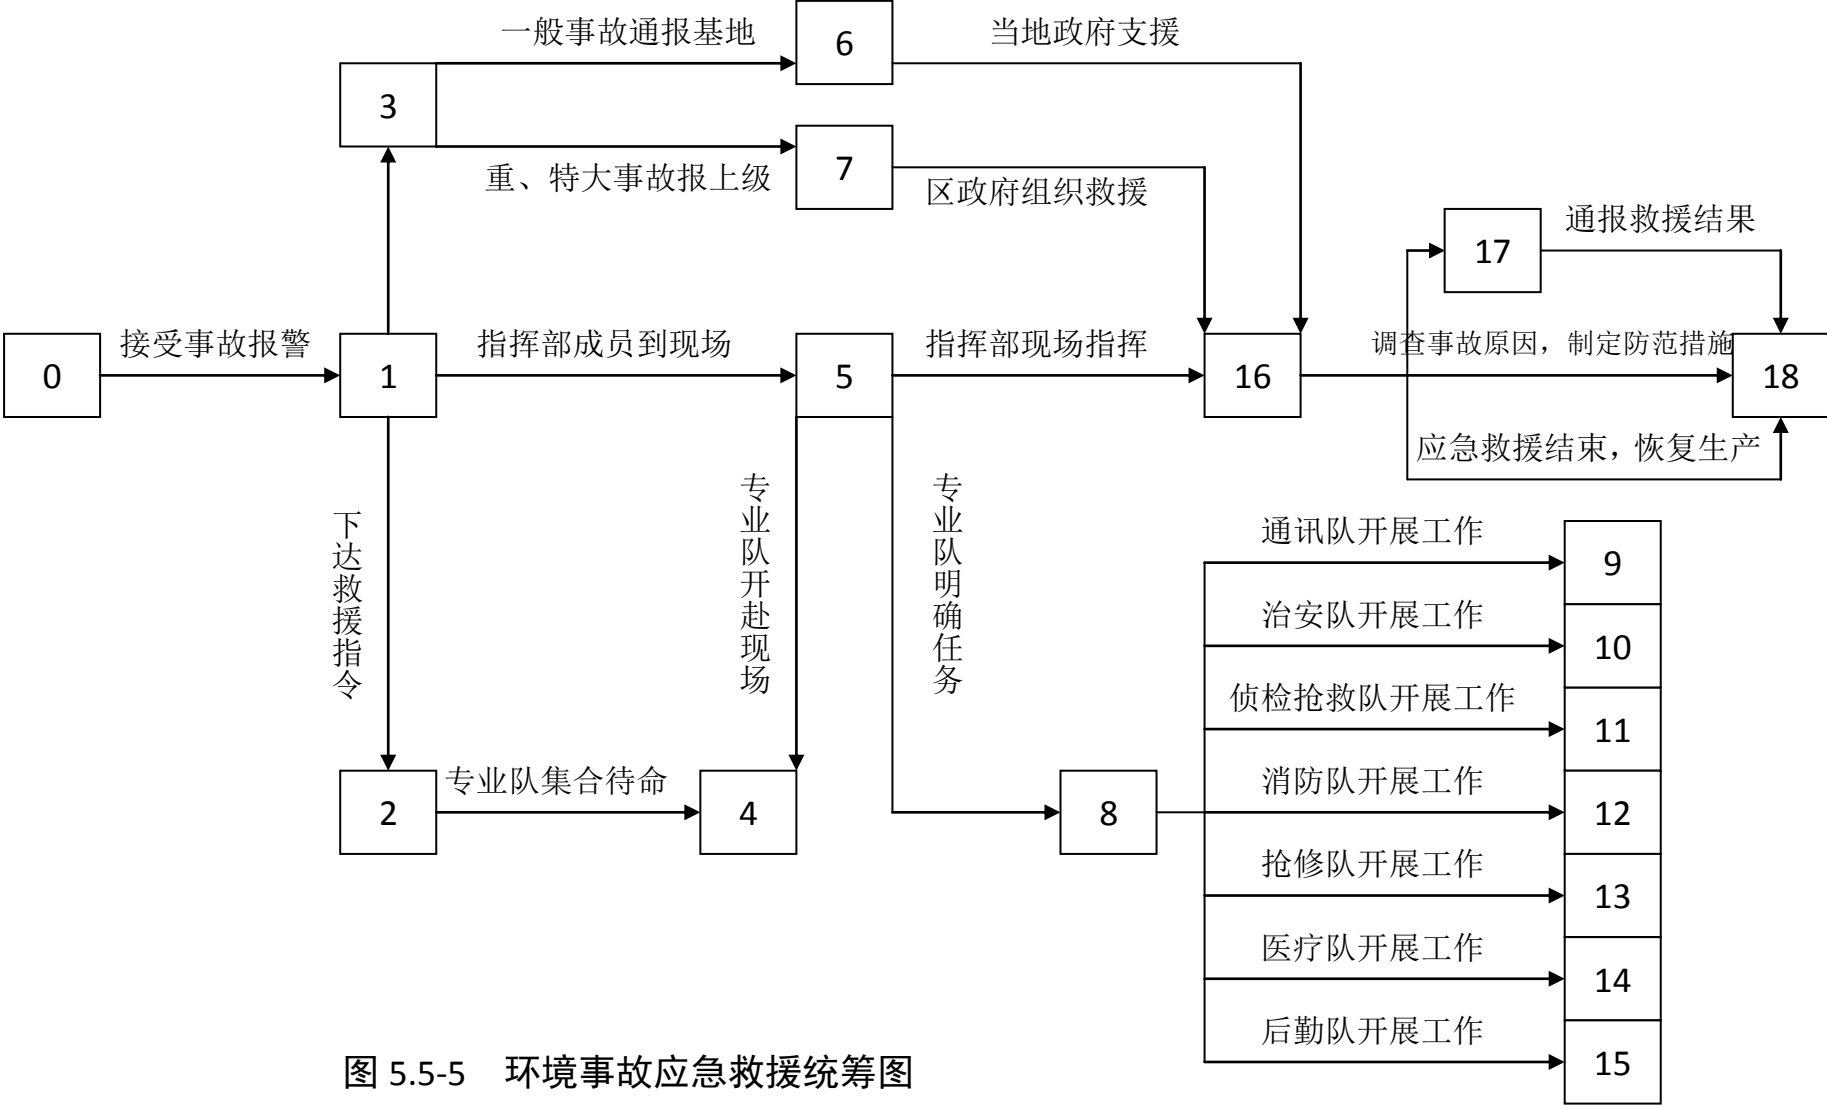 一般事故通报基地
6
当地政府支援
3
重、特大事故报上级
7
区政府组织救援
17
通报救援结果
0
接受事故报警
1
指挥部成员到现场
5
指挥部现场指挥
16
调查事故原因，制定防范措施
18
应急救援结束，恢复生产
下达救援指令
专业队开赴现场
专业队明确任务
2
专业队集合待命
4
8
通讯队开展工作
9
治安队开展工作
10
侦检抢救队开展工作
11
消防队开展工作
12
抢修队开展工作
13
医疗队开展工作
14
后勤队开展工作
15
图 5.5-5 环境事故应急救援统筹图